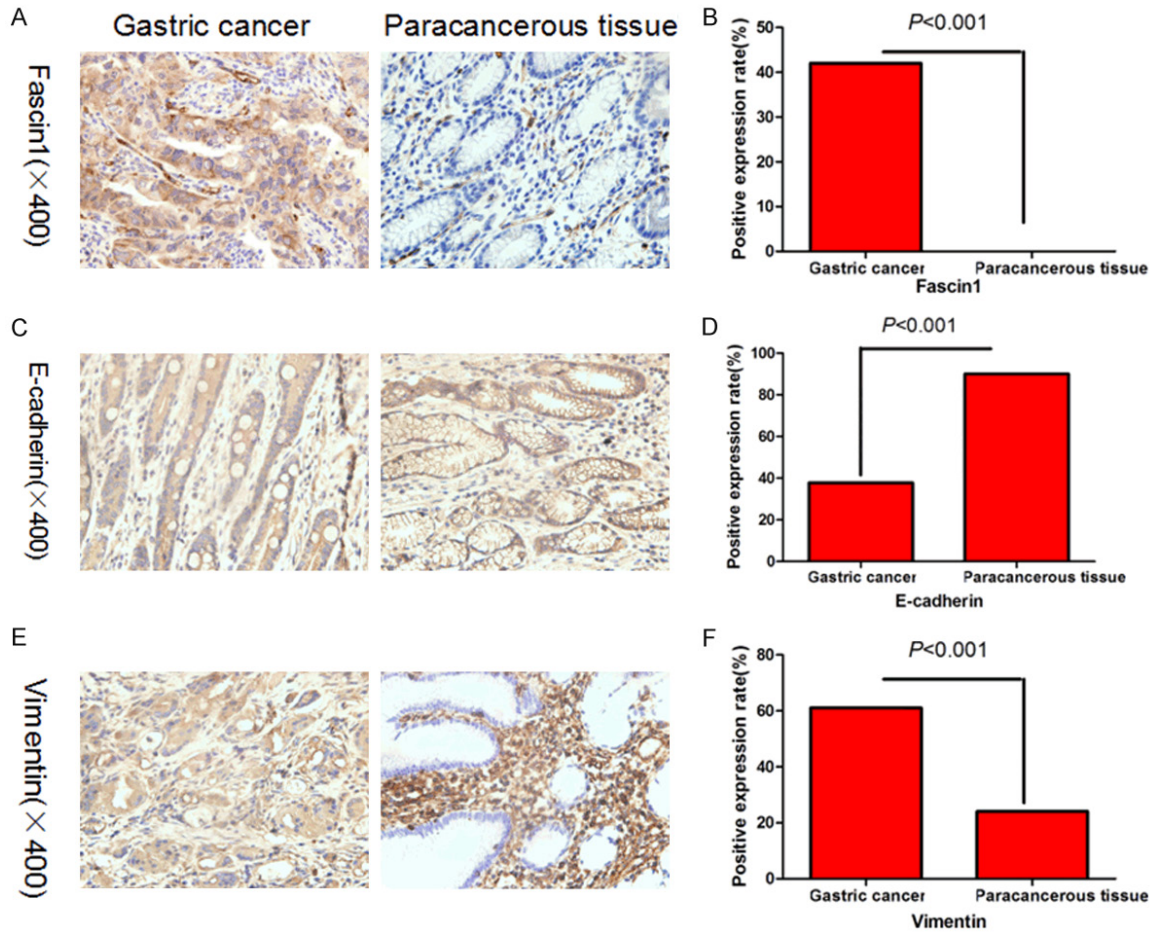 A
Gastric cancer
Paracancerous tissue
Fascin1(×400)
B
P<0.001
Positive expression rate(%)
50
40
30
20
10
0
Gastric cancer
Paracancerous tissue
Fascin1
C
E-cadherin(×400)
D
P<0.001
Positive expression rate(%)
100
80
60
40
20
0
Gastric cancer
Paracancerous tissue
E-cadherin
E
Vimentin(×400)
F
P<0.001
Positive expression rate(%)
80
60
40
20
0
Gastric cancer
Paracancerous tissue
Vimentin